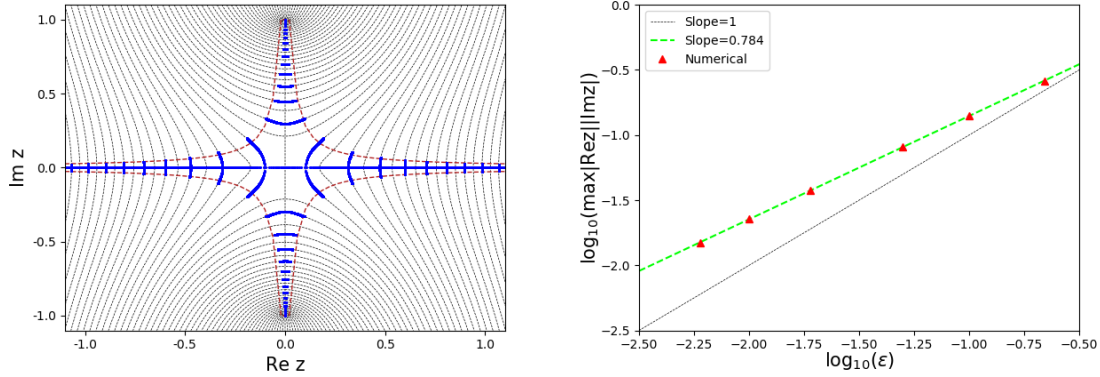 1.0
0.5
0.0
-0.5
-1.0
Im z
-1.0 -0.5 0.0 0.5 1.0
Re z
0.0
−0.5
−1.0
−1.5
−2.0
−2.5
log₁₀(max|Rez||Imz|)
Slope=1
Slope=0.784
Numerical
−2.50 −2.25 −2.00 −1.75 −1.50 −1.25 −1.00 −0.75 −0.50
log₁₀(ε)